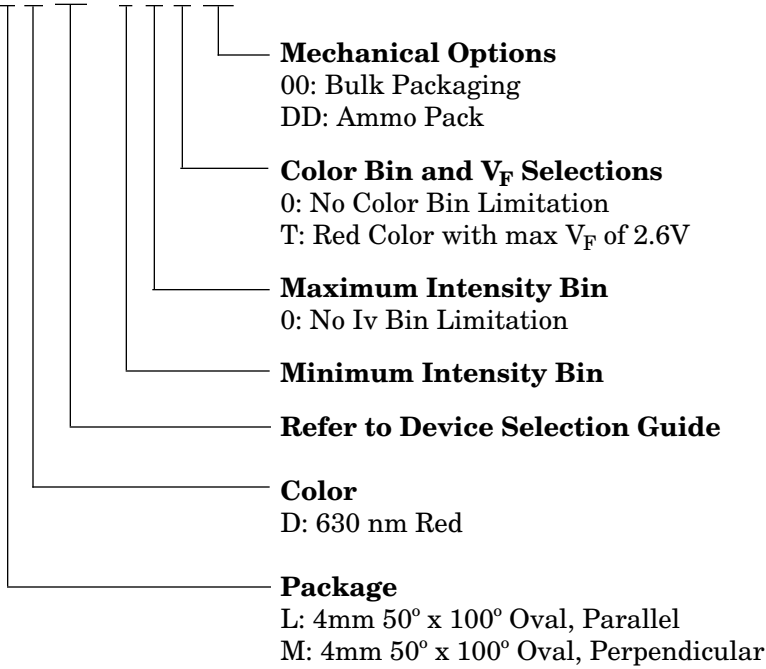 Mechanical Options
00: Bulk Packaging
DD: Ammo Pack
Color Bin and VF Selections
0: No Color Bin Limitation
T: Red Color with max VF of 2.6V
Maximum Intensity Bin
0: No Iv Bin Limitation
Minimum Intensity Bin
Refer to Device Selection Guide
Color
D: 630 nm Red
Package
L: 4mm 50º x 100º Oval, Parallel
M: 4mm 50º x 100º Oval, Perpendicular